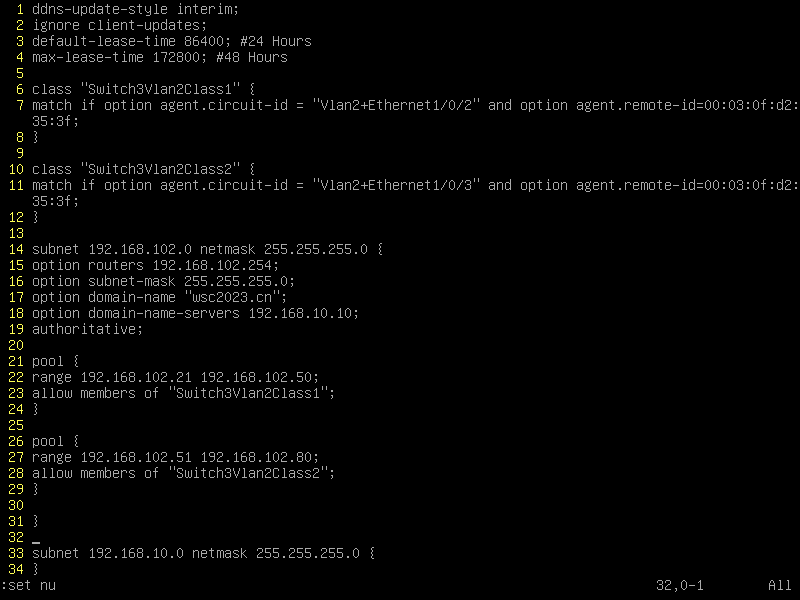 1 ddns-update-style interim;
2 ignore client-updates;
3 default-lease-time 86400; #24 Hours
4 max-lease-time 172800; #48 Hours
5
6 class "Switch3Vlan2Class1" {
7 match if option agent.circuit-id = "Vlan2+Ethernet1/0/2" and option agent.remote-id=00:03:0f:d2:
35:3f;
8 }
9
10 class "Switch3Vlan2Class2" {
11 match if option agent.circuit-id = "Vlan2+Ethernet1/0/3" and option agent.remote-id=00:03:0f:d2:
35:3f;
12 }
13
14 subnet 192.168.102.0 netmask 255.255.255.0 {
15 option routers 192.168.102.254;
16 option subnet-mask 255.255.255.0;
17 option domain-name "wsc2023.cn";
18 option domain-name-servers 192.168.10.10;
19 authoritative;
20
21 pool {
22 range 192.168.102.21 192.168.102.50;
23 allow members of "Switch3Vlan2Class1";
24 }
25
26 pool {
27 range 192.168.102.51 192.168.102.80;
28 allow members of "Switch3Vlan2Class2";
29 }
30
31 }
32
33 subnet 192.168.10.0 netmask 255.255.255.0 {
34 }
:set nu 32,0-1 All